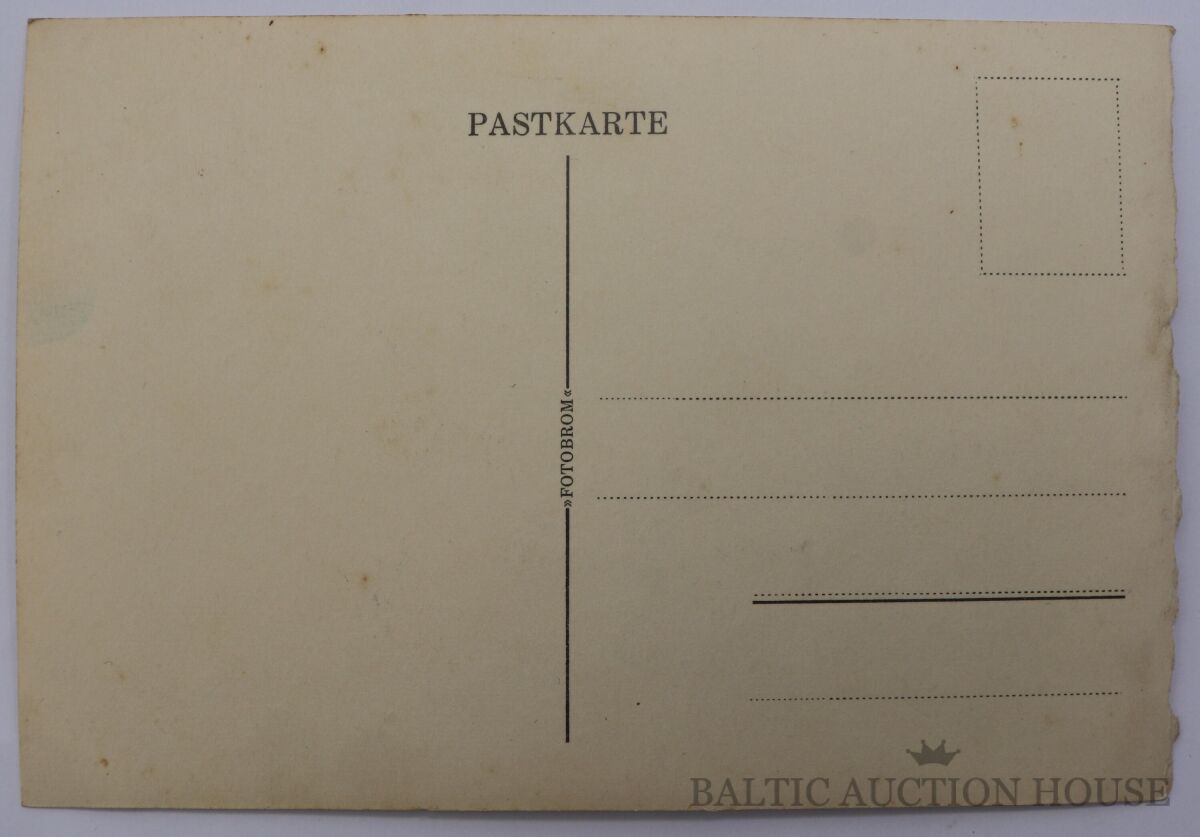 PASTKARTE
»FOTOBROM«
BALTIC AUCTION HOUSE